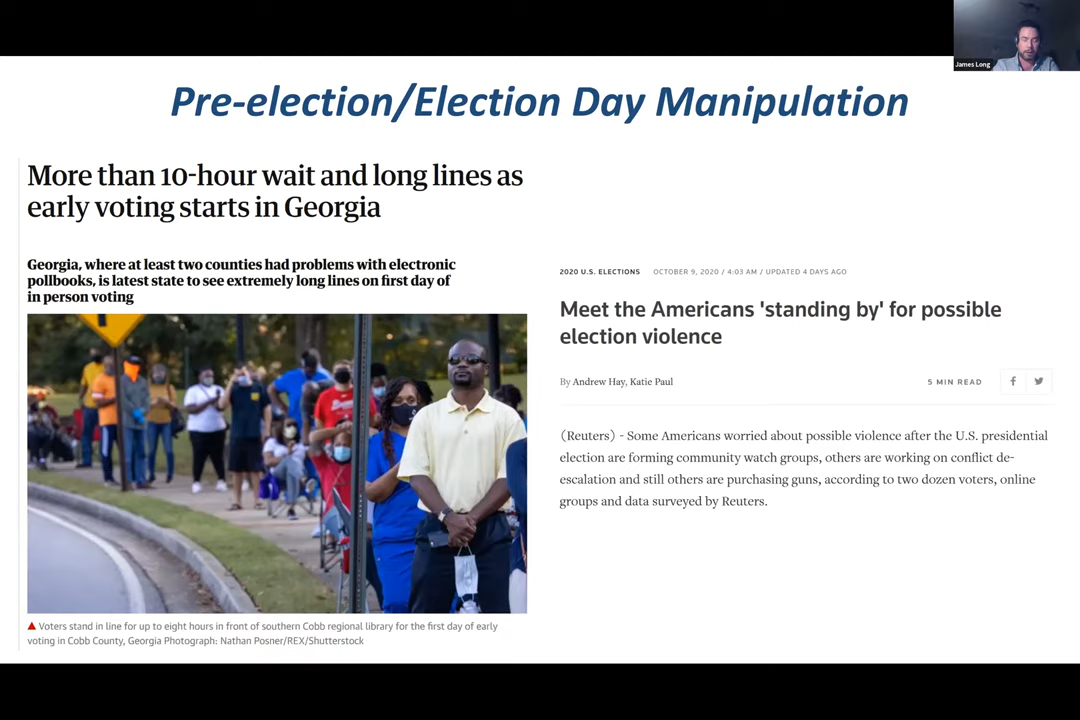 James Long
Pre-election/Election Day Manipulation
More than 10-hour wait and long lines as
early voting starts in Georgia
Georgia, where at least two counties had problems with electronic
pollbooks, is latest state to see extremely long lines on first day of
in person voting
Voters stand in line for up to eight hours in front of southern Cobb regional library for the first day of early
voting in Cobb County, Georgia Photograph: Nathan Posner/REX/Shutterstock
2020 U.S. ELECTIONS OCTOBER 9, 2020 / 4:03 AM / UPDATED 4 DAYS AGO
Meet the Americans 'standing by' for possible
election violence
By Andrew Hay, Katie Paul
5 MIN READ
(Reuters) - Some Americans worried about possible violence after the U.S. presidential
election are forming community watch groups, others are working on conflict de-
escalation and still others are purchasing guns, according to two dozen voters, online
groups and data surveyed by Reuters.